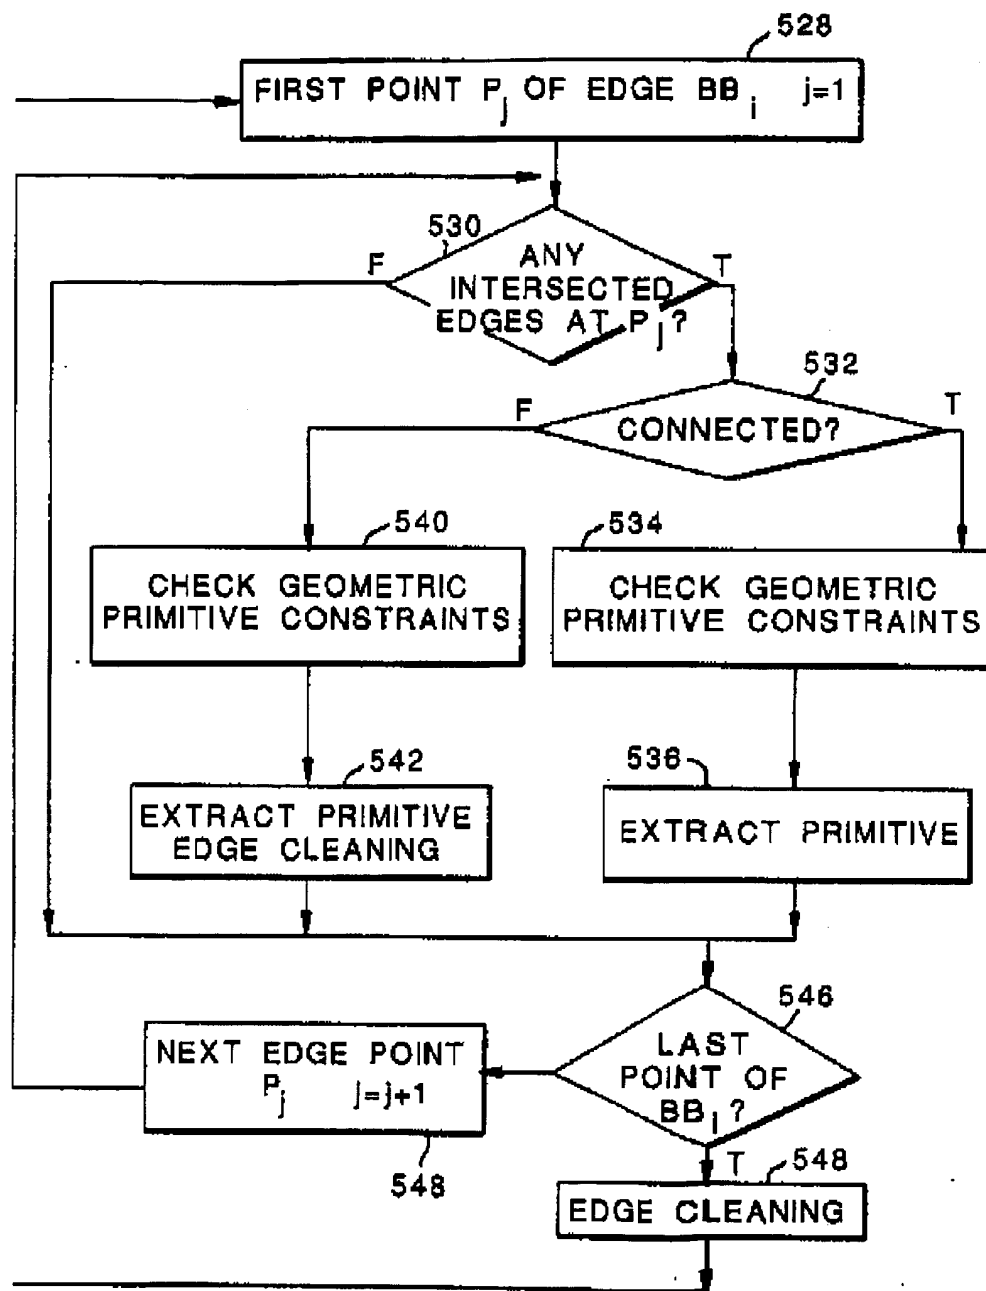 528
FIRST POINT Pj OF EDGE BBi j=1
530
F
ANY
T
INTERSECTED
EDGES AT Pj?
532
F
CONNECTED?
T
540
534
CHECK GEOMETRIC
PRIMITIVE CONSTRAINTS
CHECK GEOMETRIC
PRIMITIVE CONSTRAINTS
542
536
EXTRACT PRIMITIVE
EDGE CLEANING
EXTRACT PRIMITIVE
546
LAST
POINT OF
BBi?
NEXT EDGE POINT
Pj j=j+1
548
T
548
EDGE CLEANING